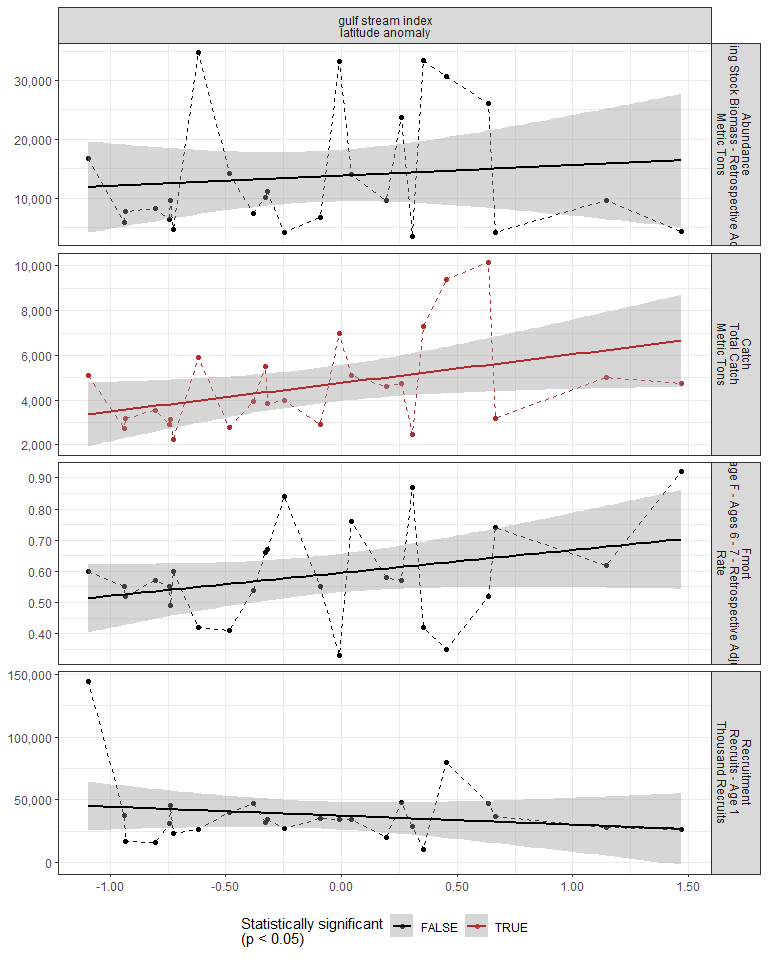 gulf stream index
latitude anomaly
30,000
20,000
10,000
Abundance
ing Stock Biomass - Retrospective Ad
Metric Tons
10,000
8,000
6,000
4,000
2,000
Catch
Total Catch
Metric Tons
0.90
0.80
0.70
0.60
0.50
0.40
Fmort
age F - Ages 6 - 7 - Retrospective Adju
Rate
150,000
100,000
50,000
0
Recruitment
Recruits - Age 1
Thousand Recruits
-1.00 -0.50 0.00 0.50 1.00 1.50
Statistically significant
(p < 0.05)
FALSE TRUE